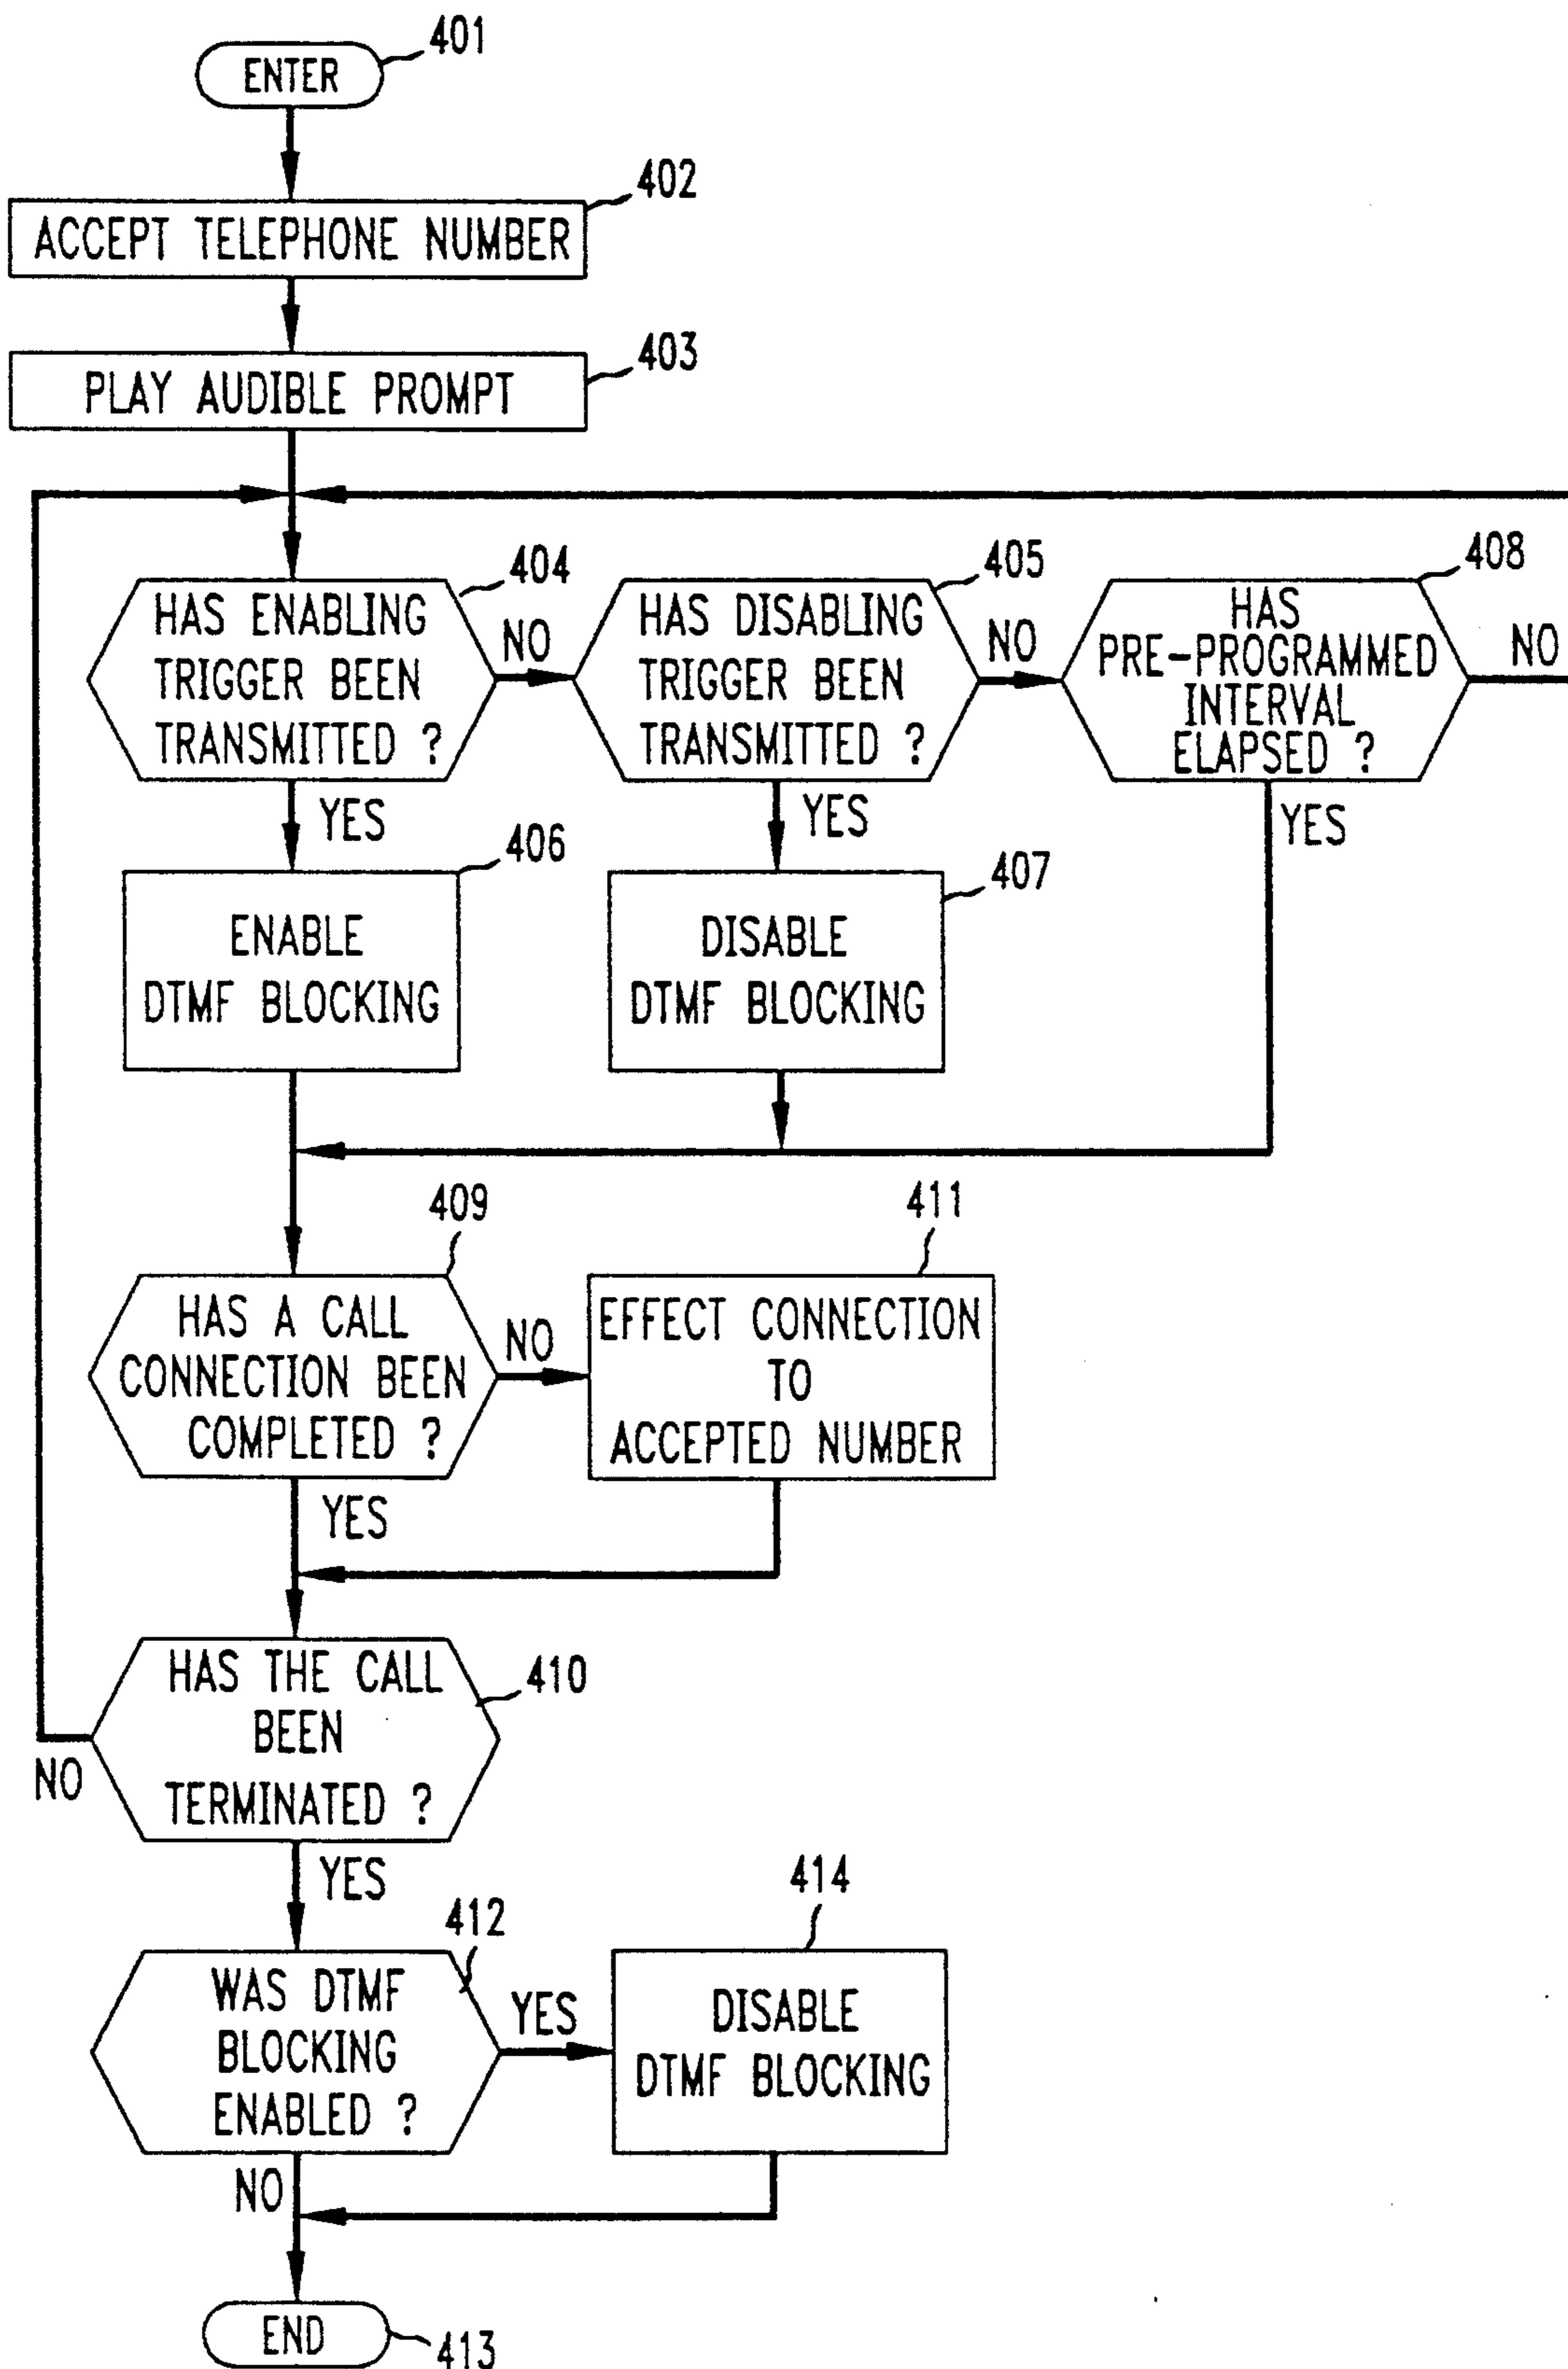 ENTER
401
ACCEPT TELEPHONE NUMBER
402
PLAY AUDIBLE PROMPT
403
HAS ENABLING
TRIGGER BEEN
TRANSMITTED ?
404
NO
HAS DISABLING
TRIGGER BEEN
TRANSMITTED ?
405
NO
HAS
PRE-PROGRAMMED
INTERVAL
ELAPSED ?
408
NO
YES
YES
YES
ENABLE
DTMF BLOCKING
406
DISABLE
DTMF BLOCKING
407
HAS A CALL
CONNECTION BEEN
COMPLETED ?
409
NO
EFFECT CONNECTION
TO
ACCEPTED NUMBER
411
YES
HAS THE CALL
BEEN
TERMINATED ?
410
NO
YES
WAS DTMF
BLOCKING
ENABLED ?
412
YES
DISABLE
DTMF BLOCKING
414
NO
END
413